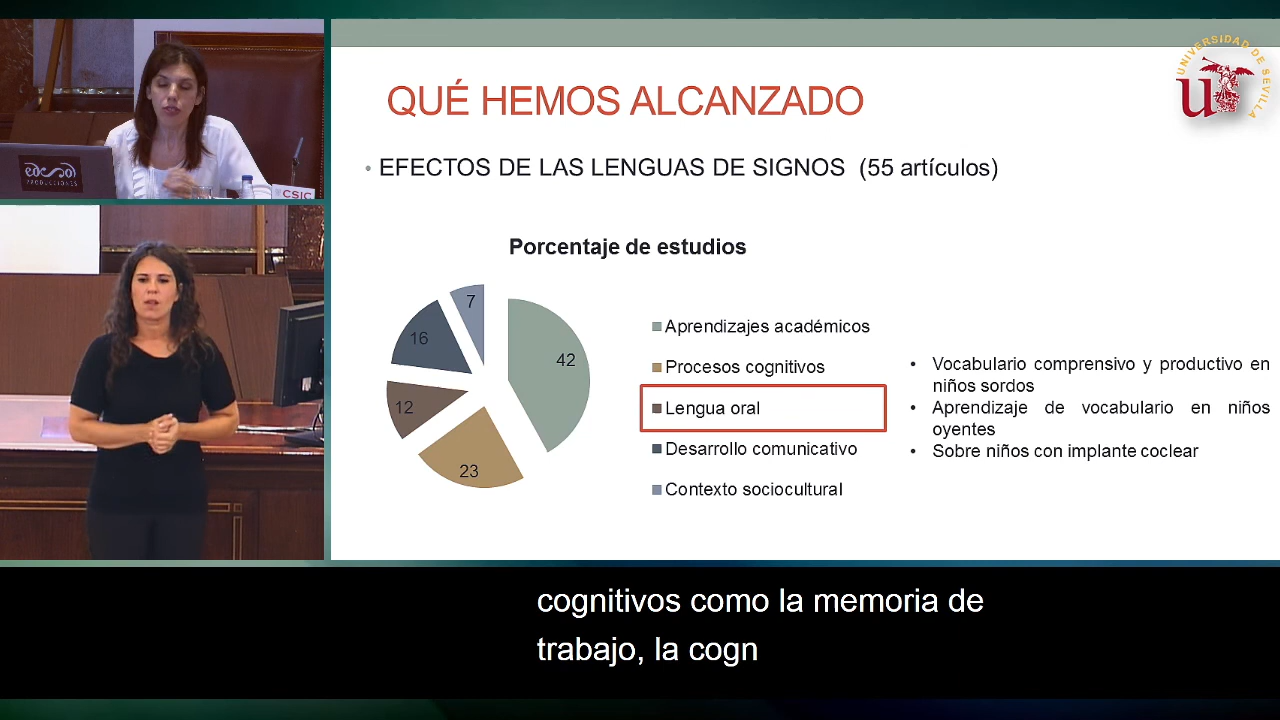 QUÉ HEMOS ALCANZADO
UNIVERSIDAD DE SEVILLA
• EFECTOS DE LAS LENGUAS DE SIGNOS (55 artículos)
Porcentaje de estudios
7
16
42
12
23
Aprendizajes académicos
Procesos cognitivos
Lengua oral
Desarrollo comunicativo
Contexto sociocultural
• Vocabulario comprensivo y productivo en
niños sordos
• Aprendizaje de vocabulario en niños
oyentes
• Sobre niños con implante coclear
PRODUCCIONES
CSIC
cognitivos como la memoria de
trabajo, la cogn